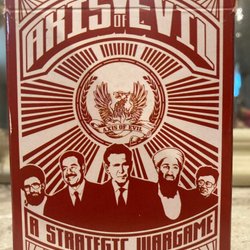 AXIS OF EVIL
AXIS OF EVIL
A STRATEGIC WARGAME